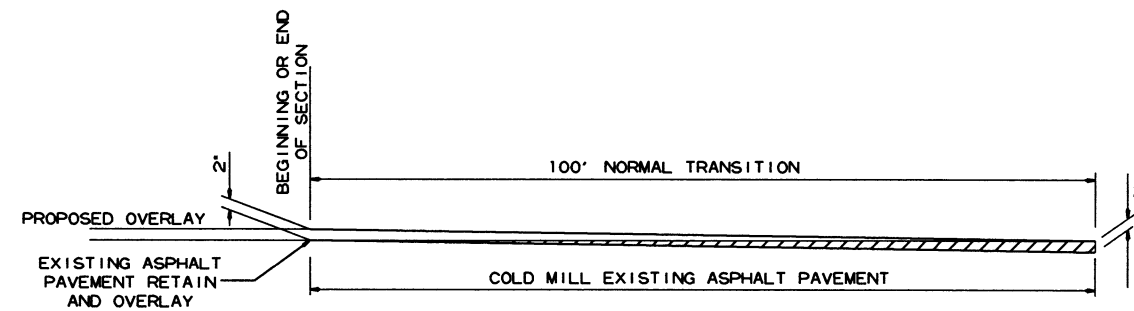 BEGINNING OR END
OF SECTION
2"
100' NORMAL TRANSITION
PROPOSED OVERLAY
EXISTING ASPHALT
PAVEMENT RETAIN
AND OVERLAY
COLD MILL EXISTING ASPHALT PAVEMENT